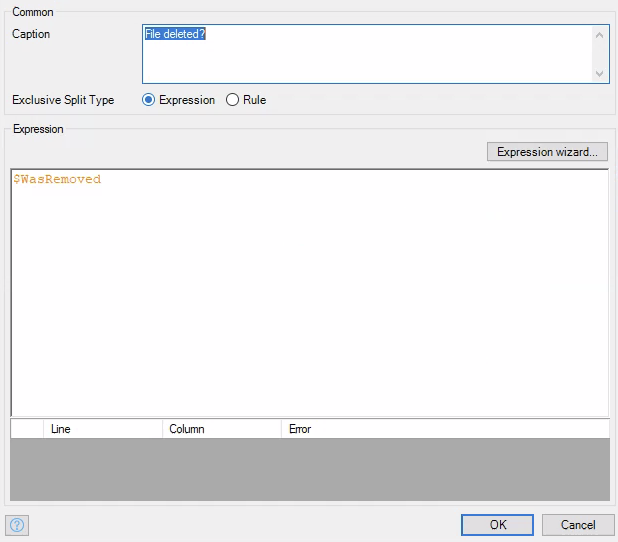 Common
Caption
File deleted?
Exclusive Split Type
Expression
Rule
Expression
Expression wizard...
$WasRemoved
Line
Column
Error
?
OK
Cancel